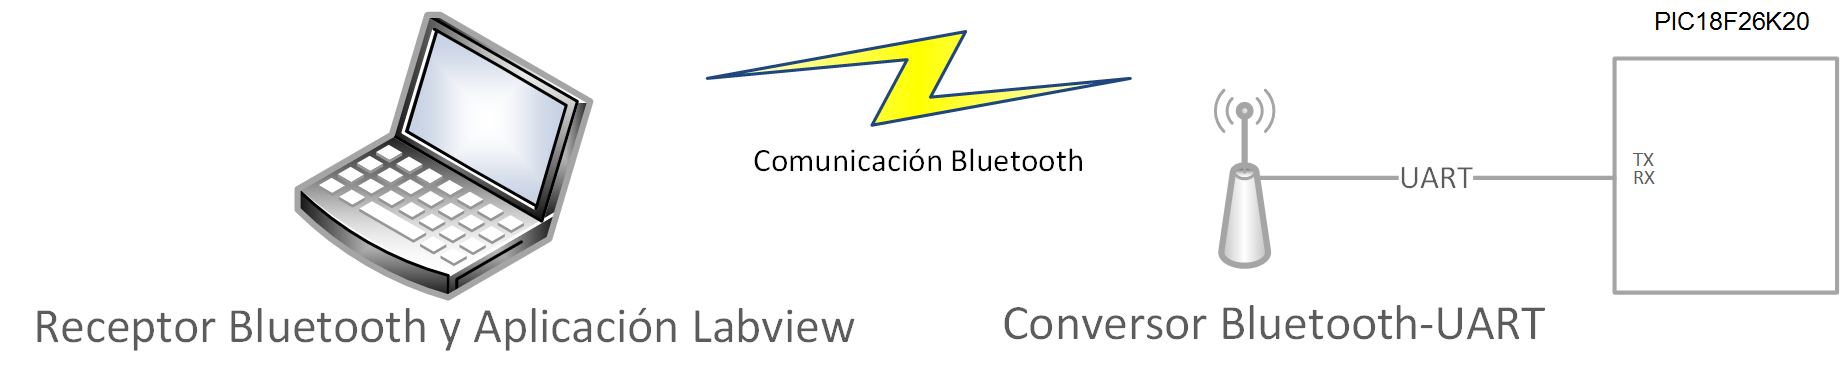 PIC18F26K20
Comunicación Bluetooth
TX
UART
RX
Receptor Bluetooth y Aplicación Labview
Conversor Bluetooth-UART